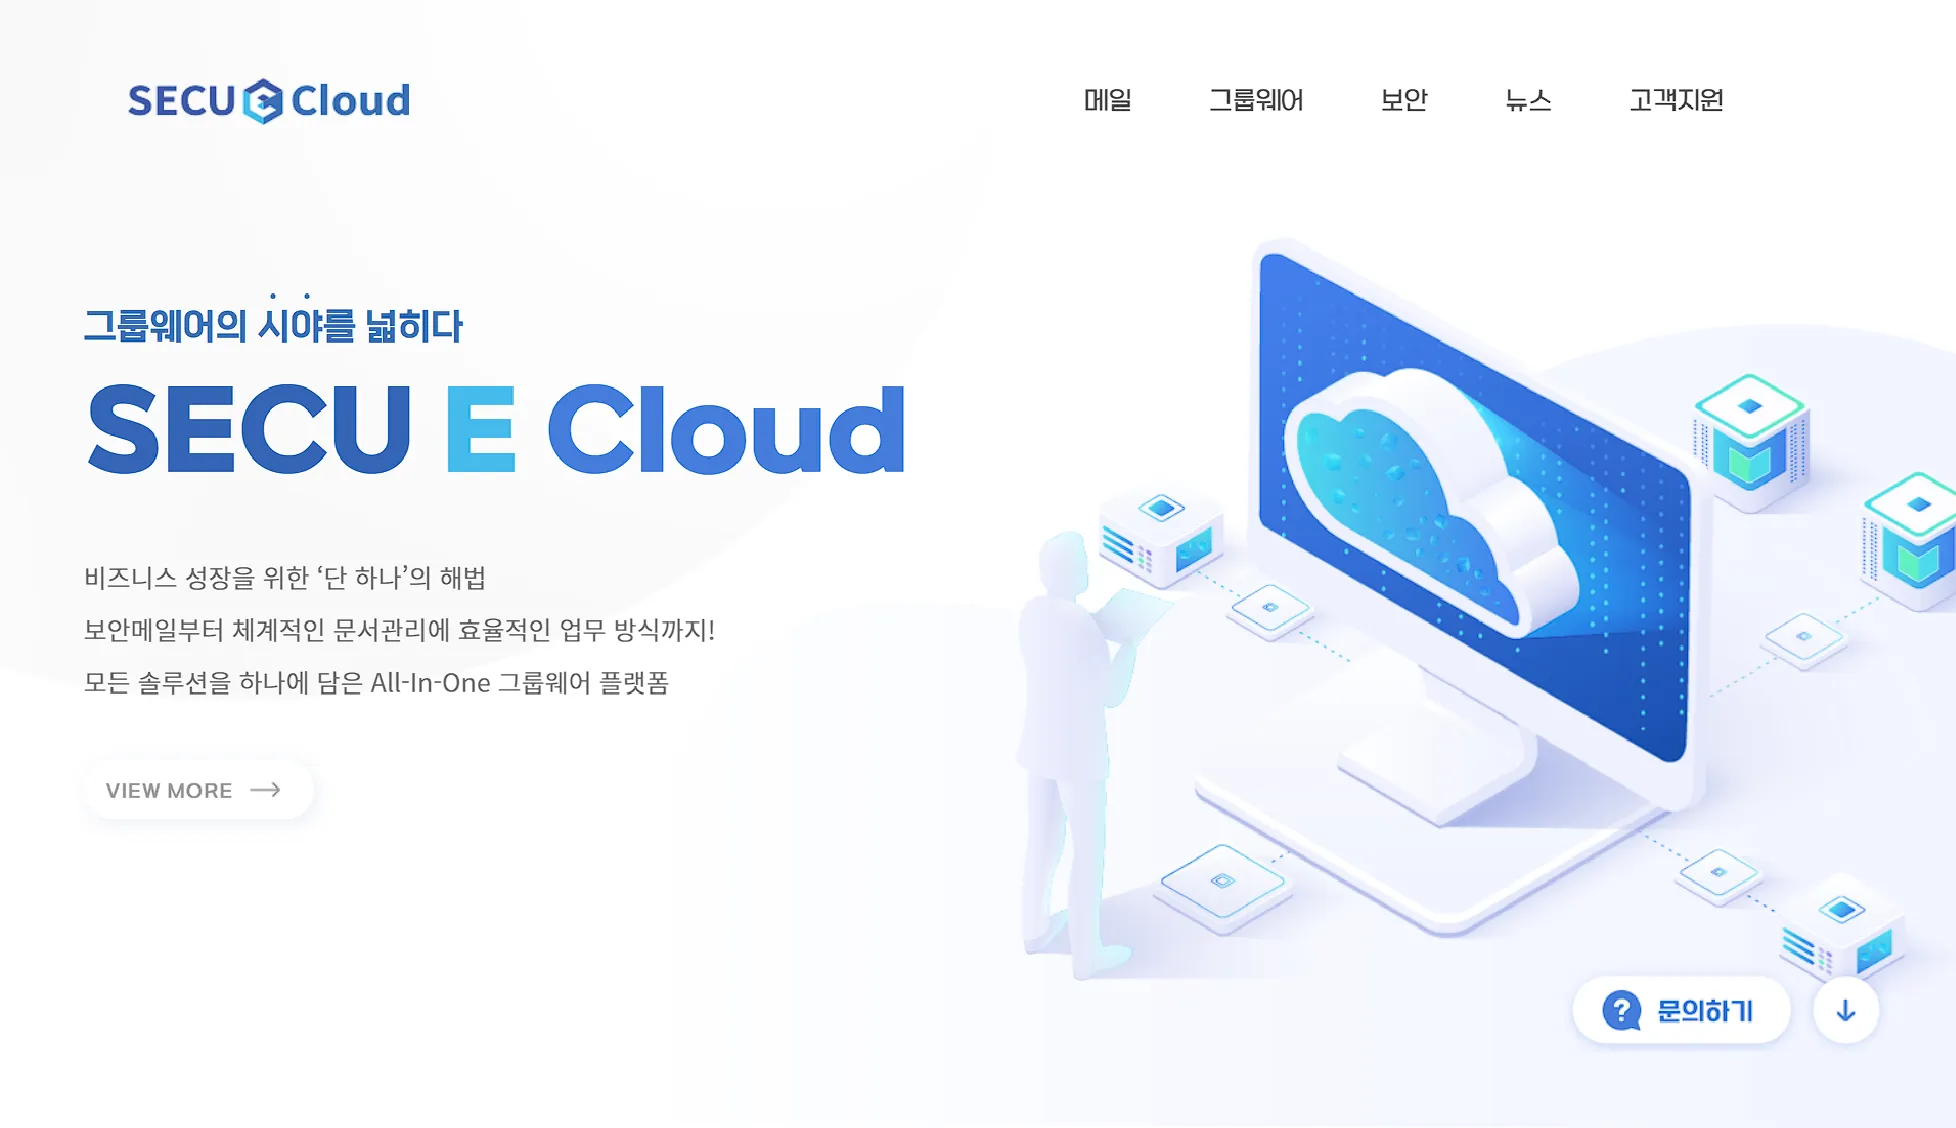 SECU E Cloud
메일 그룹웨어 보안 뉴스 고객지원
그룹웨어의 시야를 넓히다
SECU E Cloud
비즈니스 성장을 위한 ‘단 하나’의 해법
보안메일부터 체계적인 문서관리에 효율적인 업무 방식까지!
모든 솔루션을 하나에 담은 All-In-One 그룹웨어 플랫폼
VIEW MORE →
? 문의하기 ↓